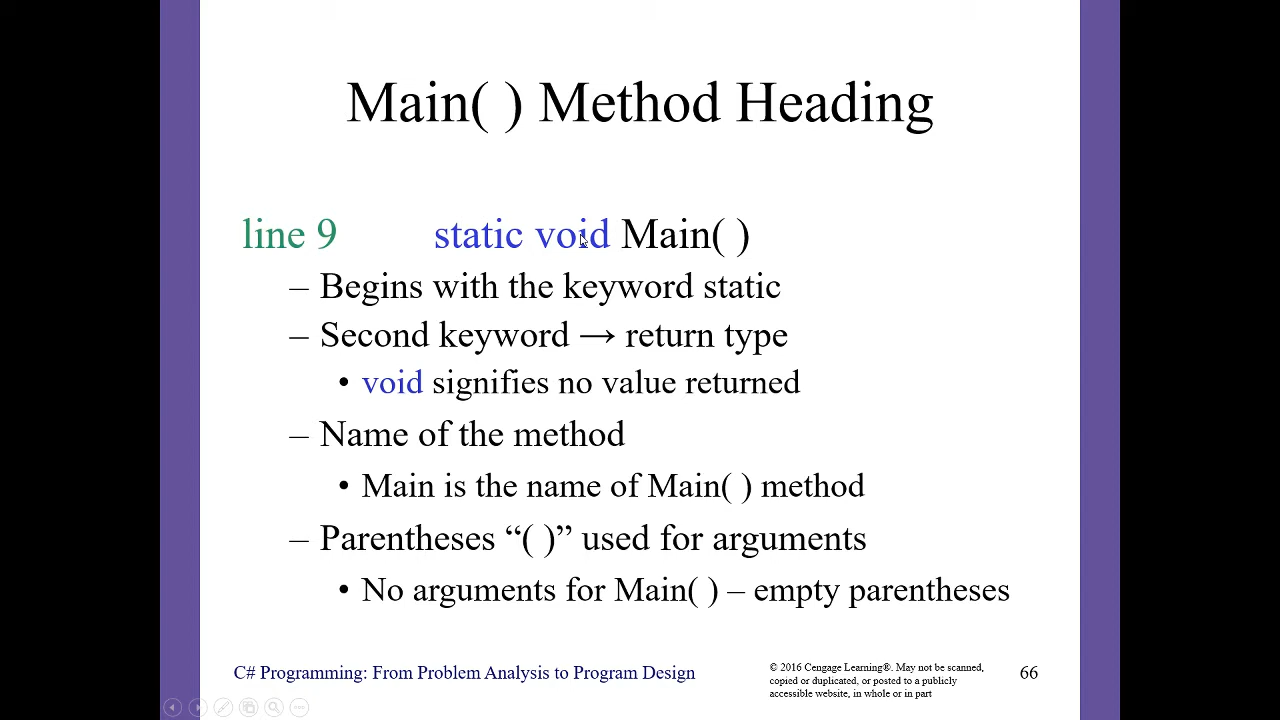 Main( ) Method Heading
line 9 static void Main( )
– Begins with the keyword static
– Second keyword → return type
• void signifies no value returned
– Name of the method
• Main is the name of Main( ) method
– Parentheses “( )” used for arguments
• No arguments for Main( ) – empty parentheses
C# Programming: From Problem Analysis to Program Design
© 2016 Cengage Learning®. May not be scanned,
copied or duplicated, or posted to a publicly
accessible website, in whole or in part
66